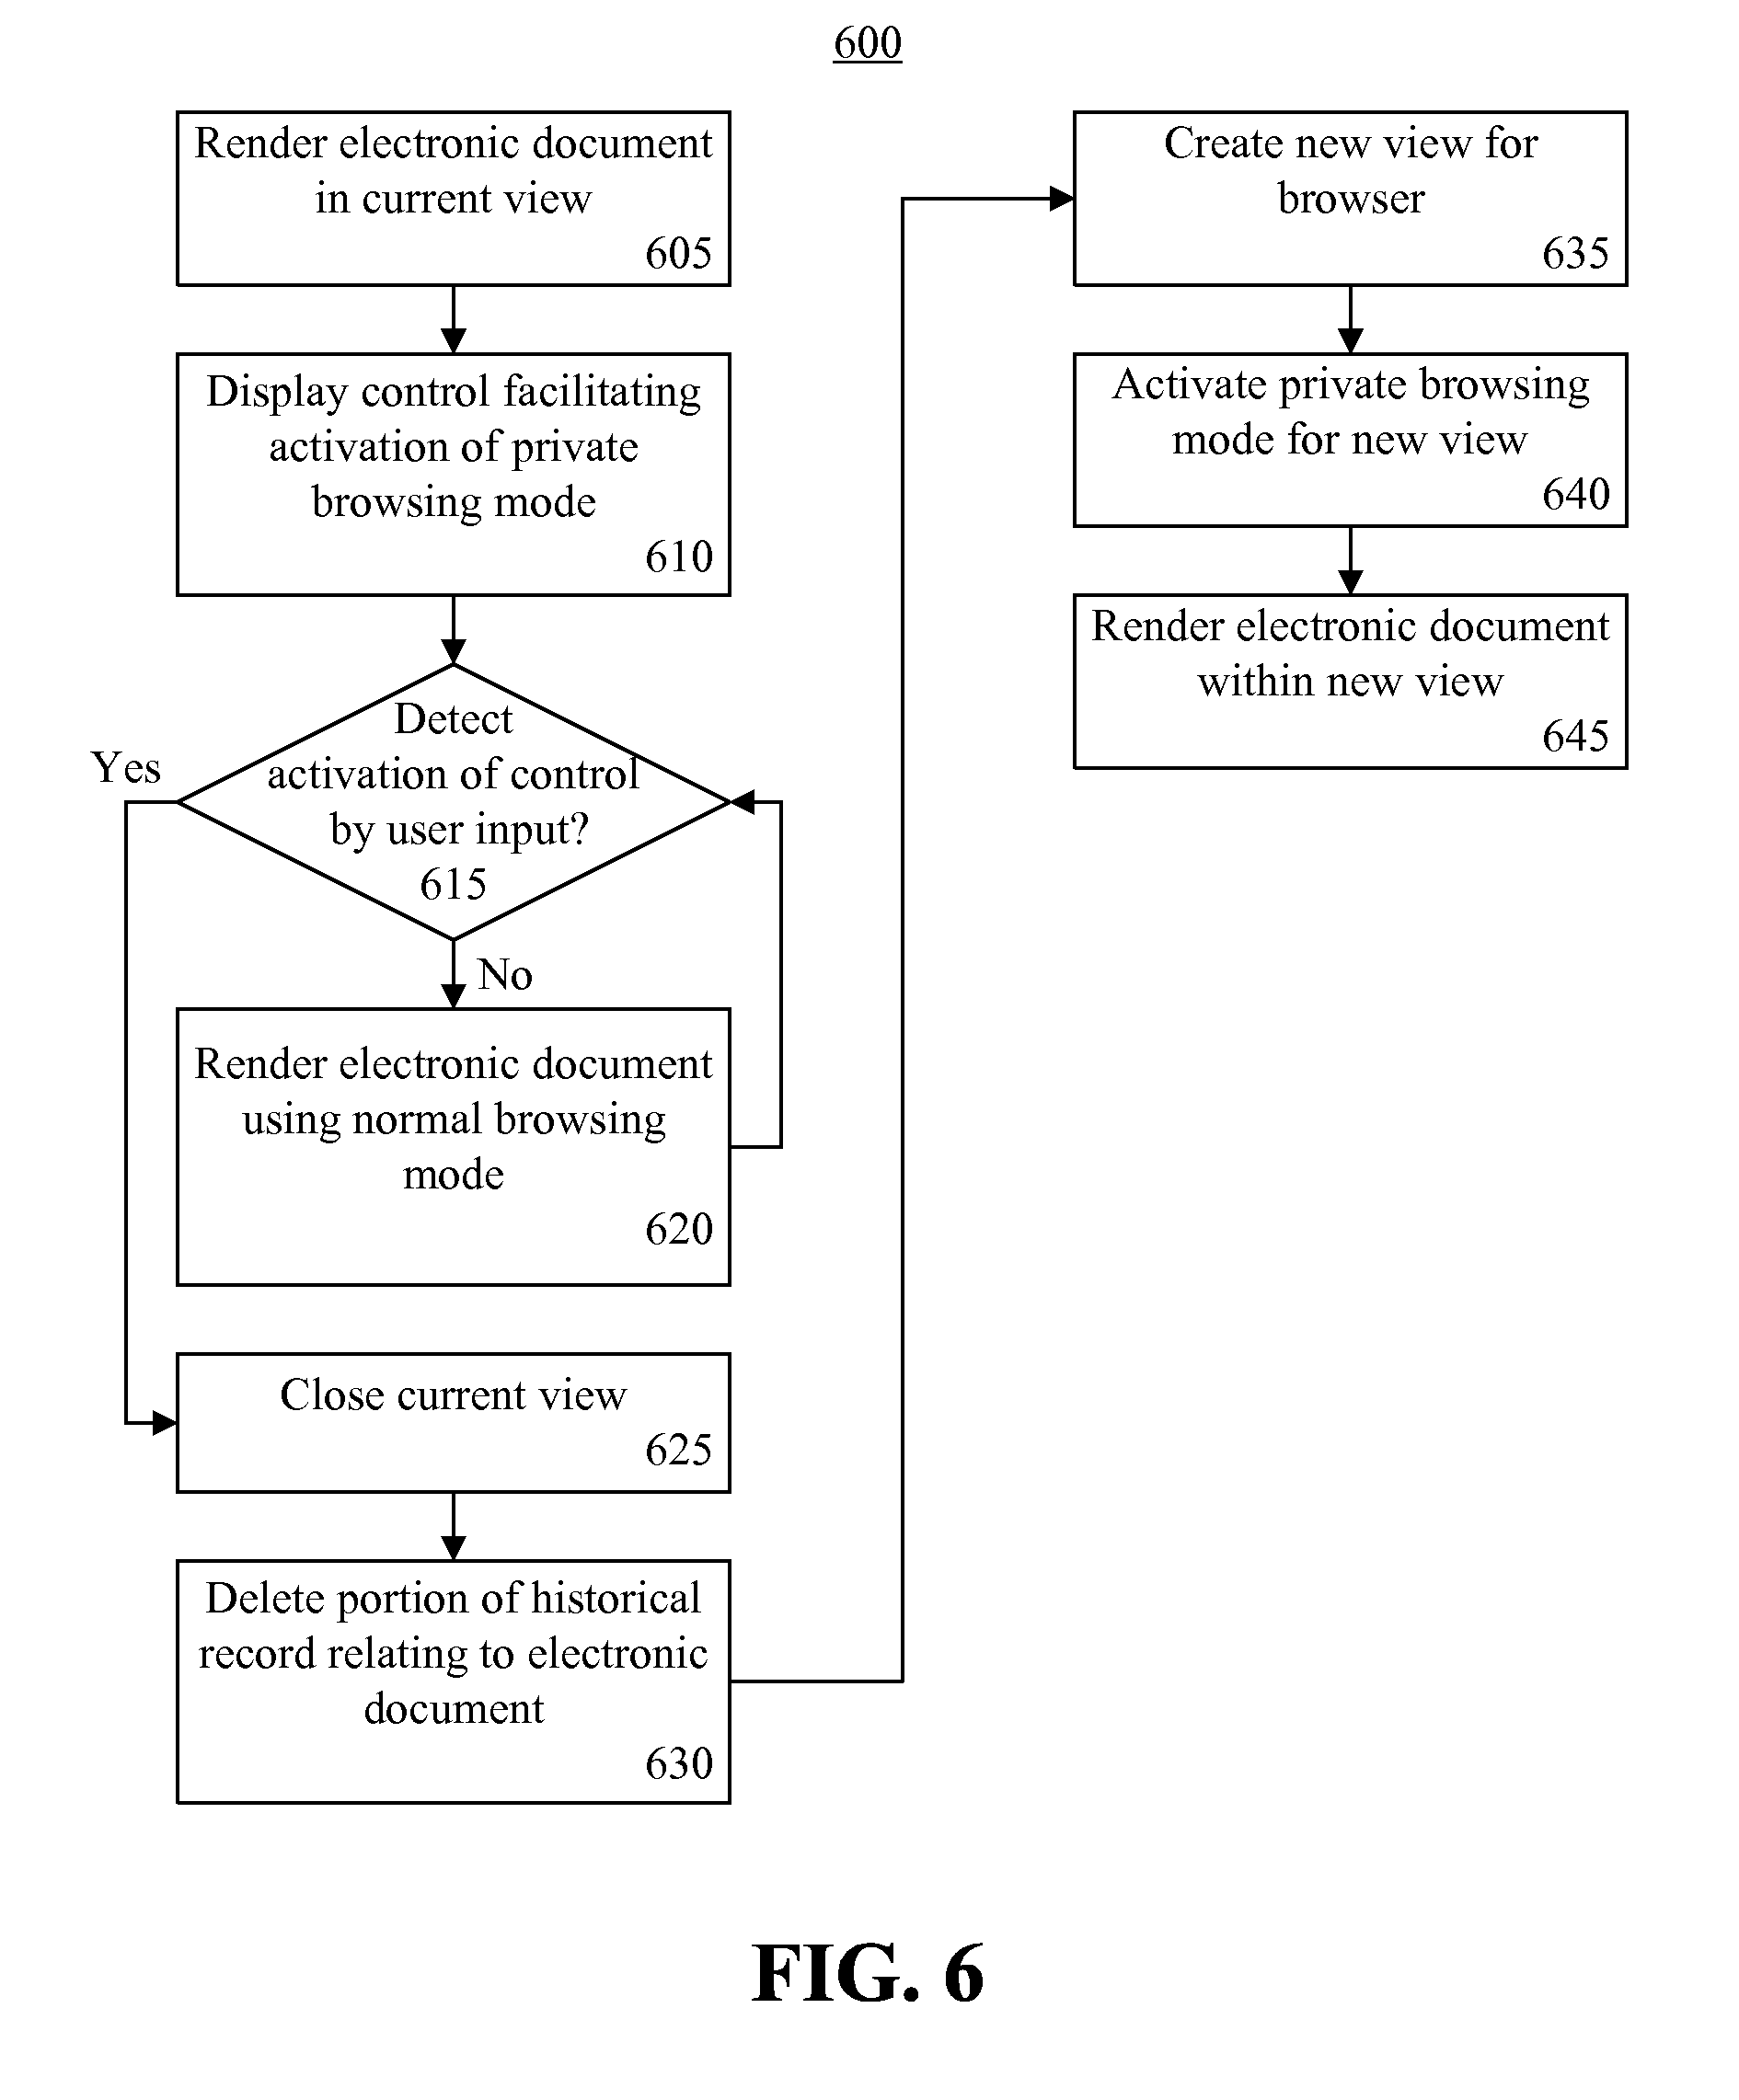 600
Render electronic document
in current view
605
Display control facilitating
activation of private
browsing mode
610
Detect
activation of control
by user input?
615
Yes
No
Render electronic document
using normal browsing
mode
620
Close current view
625
Delete portion of historical
record relating to electronic
document
630
Create new view for
browser
635
Activate private browsing
mode for new view
640
Render electronic document
within new view
645
FIG. 6